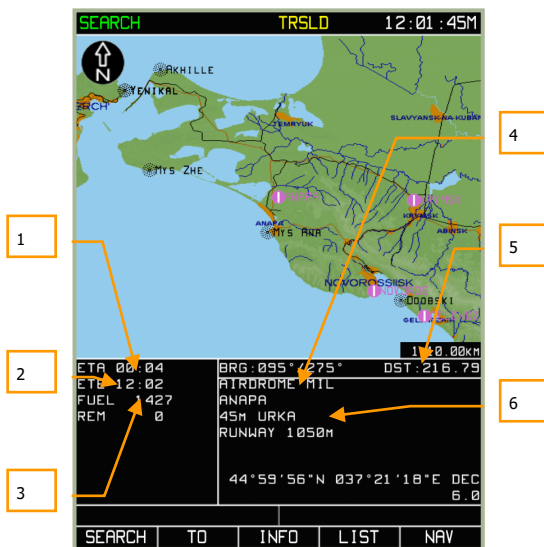 SEARCH TRSLD 12:01:45M
N
AKHILLE
YENIKAL
TEMRYUK
SLAVYANSK-NA-KUBAN
MYS ZHE
ANAPA
MYS ANA
KRYMSK
ABINSK
NOVOROSSIISK
DOOBSKI
ETA 00:04 BRG:095°/275° DST:216.79
12:02 AIRDROME MIL
FUEL 1427 ANAPA
REM 0 45M URKA
RUNWAY 1050M
44°59'56"N 037°21'18"E DEC
6.0
SEARCH TO INFO LIST NAV
1
2
3
4
5
6